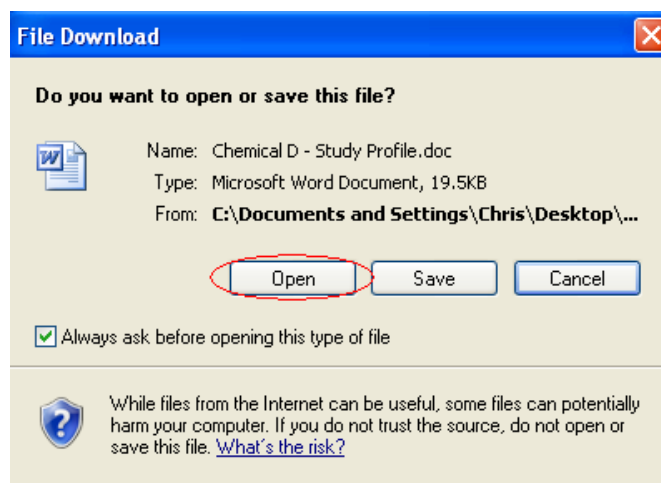 File Download
Do you want to open or save this file?
Name: Chemical D - Study Profile.doc
Type: Microsoft Word Document, 19.5KB
From: C:\Documents and Settings\Chris\Desktop\...
Open Save Cancel
Always ask before opening this type of file
While files from the Internet can be useful, some files can potentially
harm your computer. If you do not trust the source, do not open or
save this file. What's the risk?